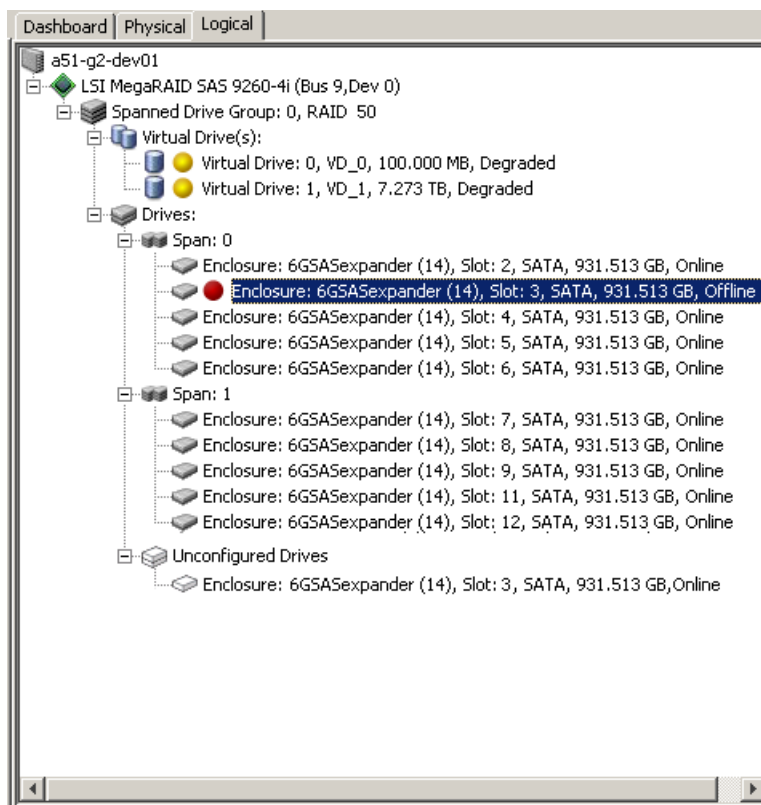 Dashboard Physical Logical
a51-g2-dev01
LSI MegaRAID SAS 9260-4i (Bus 9,Dev 0)
Spanned Drive Group: 0, RAID 50
Virtual Drive(s):
Virtual Drive: 0, VD_0, 100.000 MB, Degraded
Virtual Drive: 1, VD_1, 7.273 TB, Degraded
Drives:
Span: 0
Enclosure: 6GSASexpander (14), Slot: 2, SATA, 931.513 GB, Online
Enclosure: 6GSASexpander (14), Slot: 3, SATA, 931.513 GB, Offline
Enclosure: 6GSASexpander (14), Slot: 4, SATA, 931.513 GB, Online
Enclosure: 6GSASexpander (14), Slot: 5, SATA, 931.513 GB, Online
Enclosure: 6GSASexpander (14), Slot: 6, SATA, 931.513 GB, Online
Span: 1
Enclosure: 6GSASexpander (14), Slot: 7, SATA, 931.513 GB, Online
Enclosure: 6GSASexpander (14), Slot: 8, SATA, 931.513 GB, Online
Enclosure: 6GSASexpander (14), Slot: 9, SATA, 931.513 GB, Online
Enclosure: 6GSASexpander (14), Slot: 11, SATA, 931.513 GB, Online
Enclosure: 6GSASexpander (14), Slot: 12, SATA, 931.513 GB, Online
Unconfigured Drives
Enclosure: 6GSASexpander (14), Slot: 3, SATA, 931.513 GB,Online